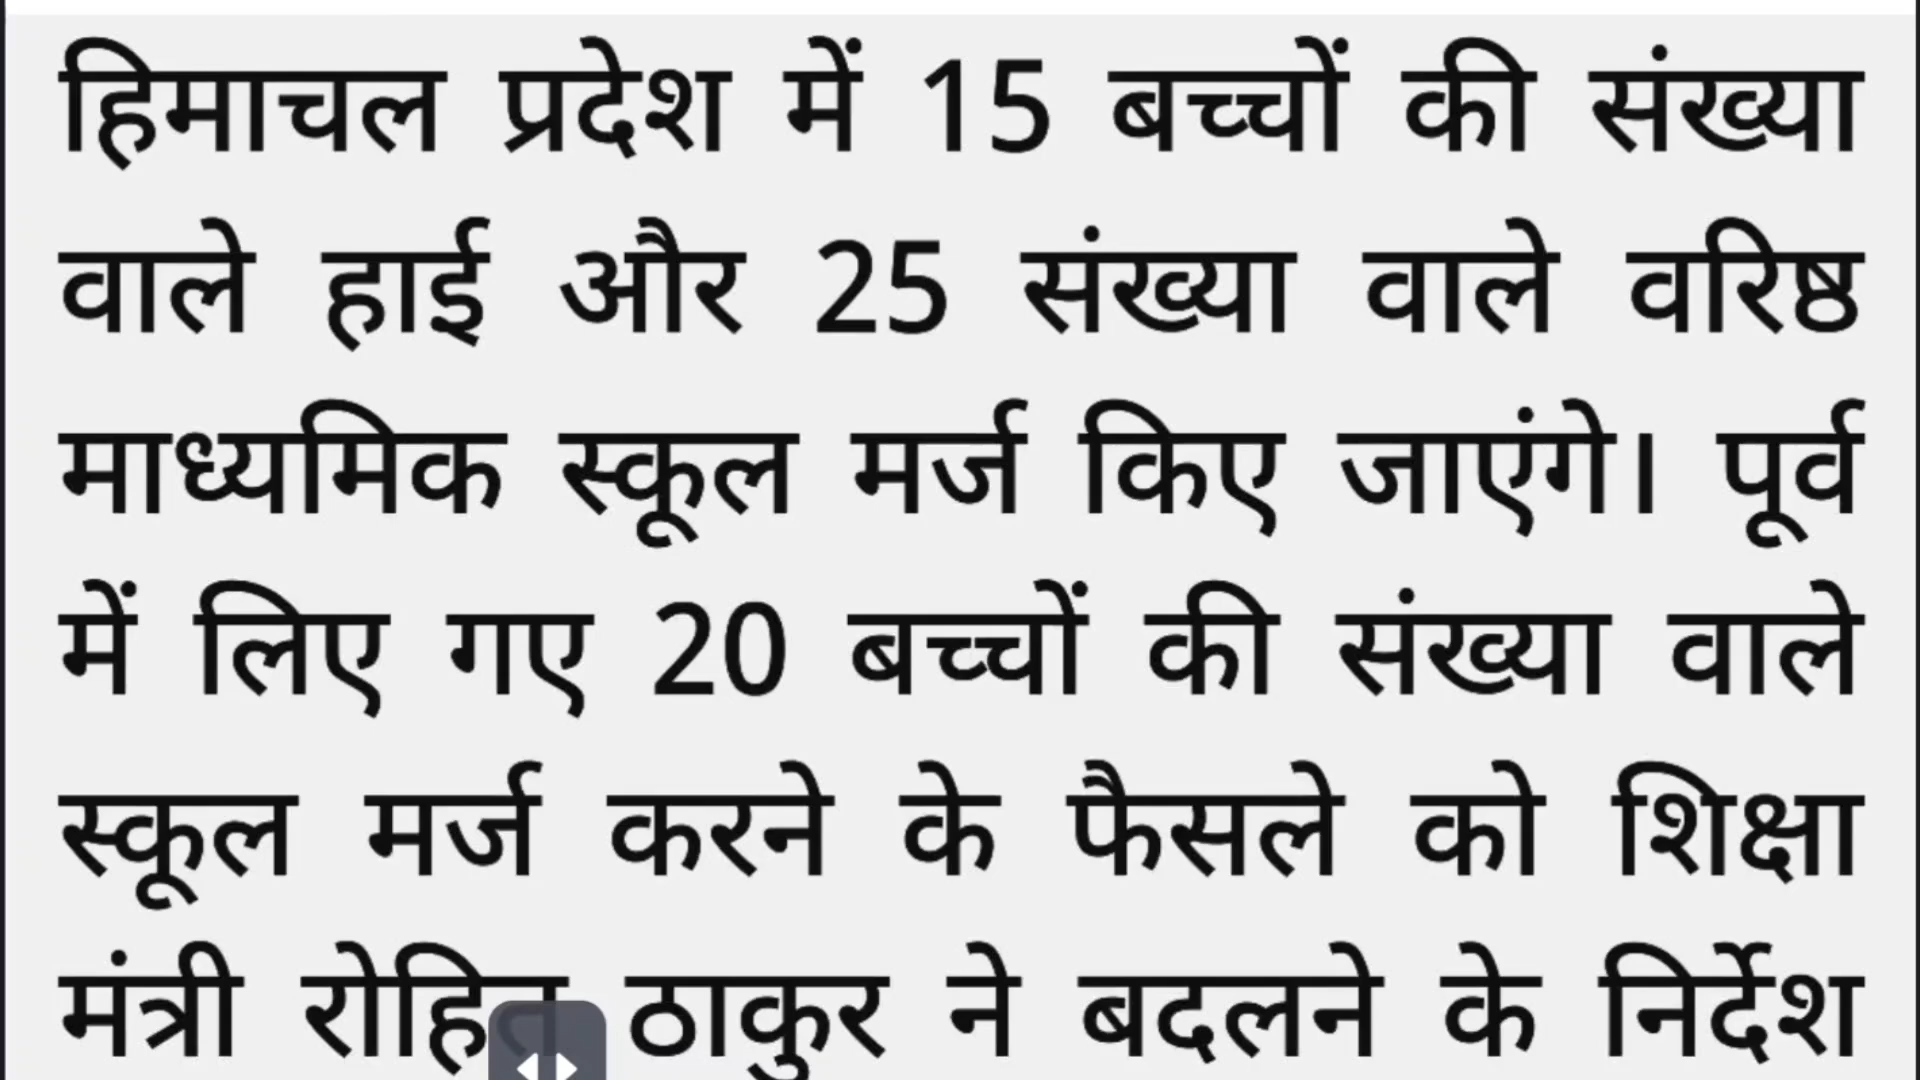 हिमाचल प्रदेश में 15 बच्चों की संख्या
वाले हाई और 25 संख्या वाले वरिष्ठ
माध्यमिक स्कूल मर्ज किए जाएंगे। पूर्व
में लिए गए 20 बच्चों की संख्या वाले
स्कूल मर्ज करने के फैसले को शिक्षा
मंत्री रोहित ठाकुर ने बदलने के निर्देश